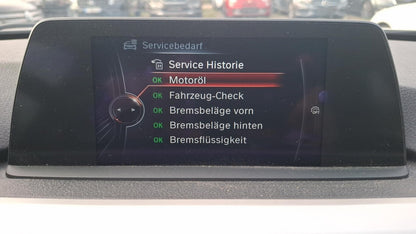 Servicebedarf
Service Historie
OK Motoröl
OK Fahrzeug-Check
OK Bremsbeläge vorn
OK Bremsbeläge hinten
OK Bremsflüssigkeit